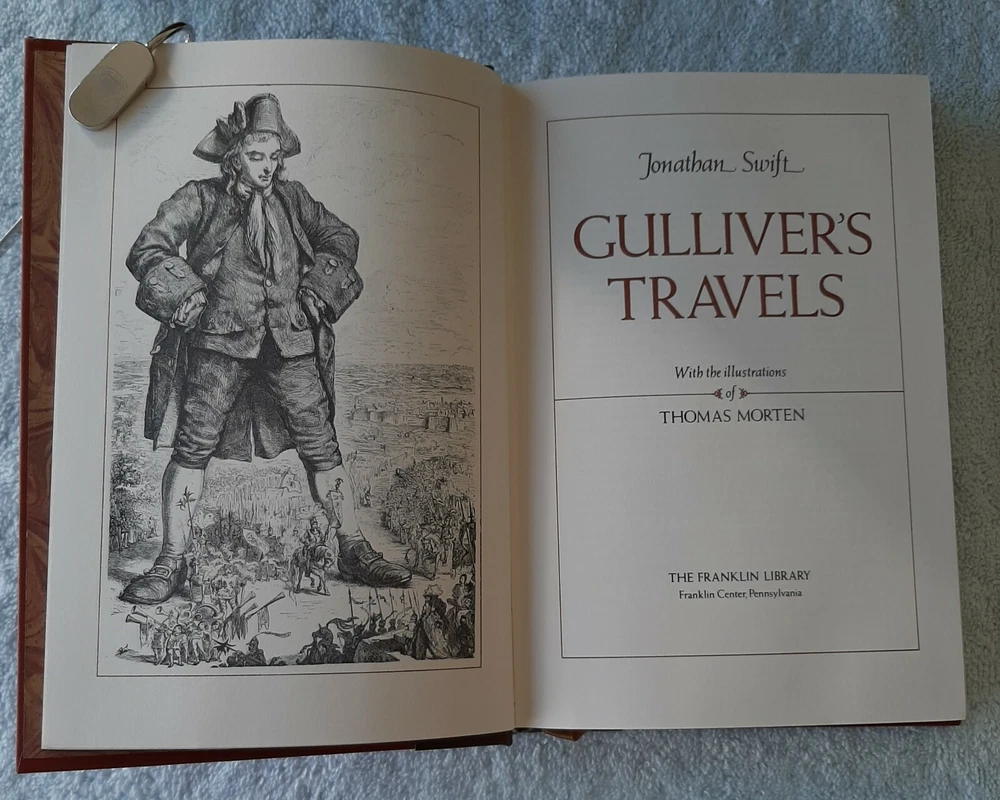 Jonathan Swift
GULLIVER'S
TRAVELS
With the illustrations
of
THOMAS MORTEN
THE FRANKLIN LIBRARY
Franklin Center, Pennsylvania